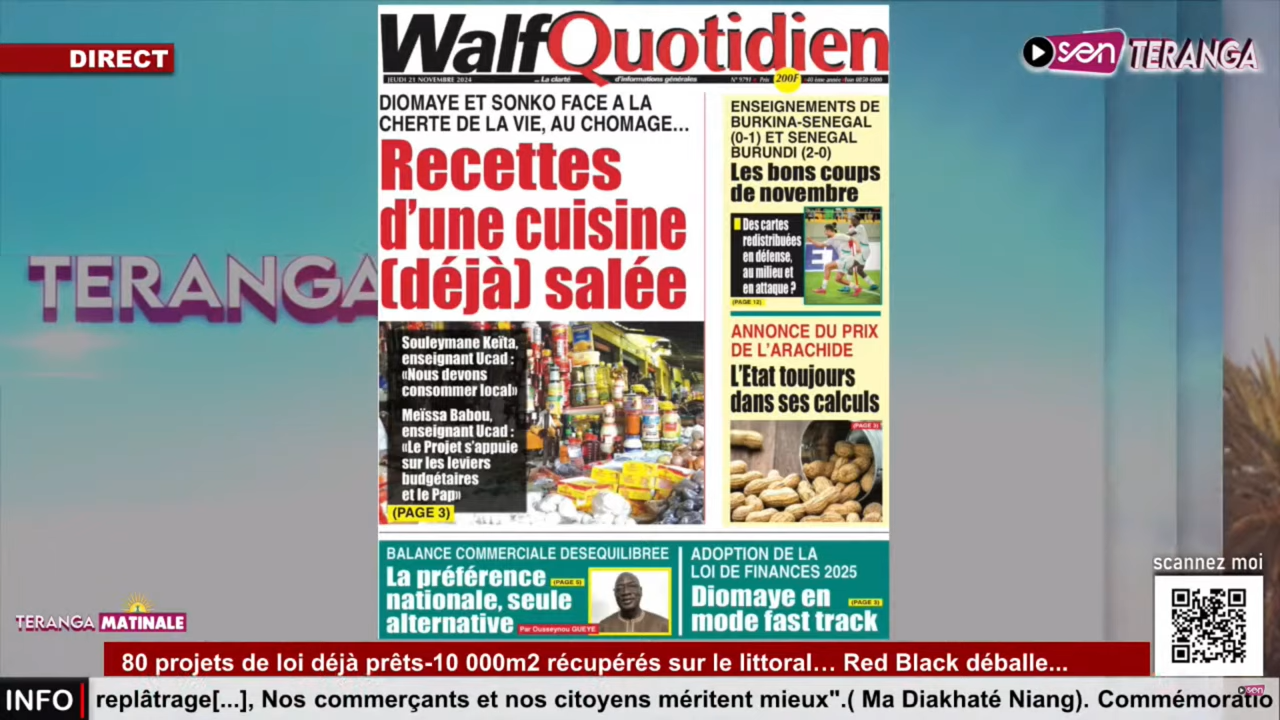 DIRECT
sen TERANGA
TERANGA
WalfQuotidien
JEUDI 21 NOVEMBRE 2024
... La clarté d'informations générales
N° 9791 Prix 200F
DIOMAYE ET SONKO FACE A LA
CHERTE DE LA VIE, AU CHOMAGE...
Recettes
d'une cuisine
(déjà) salée
Souleymane Keïta,
enseignant Ucad :
«Nous devons
consommer local»
Meïssa Babou,
enseignant Ucad :
«Le Projet s'appuie
sur les leviers
budgétaires
et le Pap»
(PAGE 3)
ENSEIGNEMENTS DE
BURKINA-SENEGAL
(0-1) ET SENEGAL
BURUNDI (2-0)
Les bons coups
de novembre
Des cartes
redistribuées
en défense,
au milieu et
en attaque ?
(PAGE 12)
ANNONCE DU PRIX
DE L'ARACHIDE
L'Etat toujours
dans ses calculs
BALANCE COMMERCIALE DESEQUILIBREE
La préférence
nationale, seule
alternative
(PAGE 5)
Par Ousseynou GUEYE
ADOPTION DE LA
LOI DE FINANCES 2025
Diomaye en
mode fast track
scannez moi
TERANGA MATINALE
80 projets de loi déjà prêts-10 000m2 récupérés sur le littoral... Red Black déballe...
INFO replâtrage[...], Nos commerçants et nos citoyens méritent mieux".( Ma Diakhaté Niang). Commémoratio